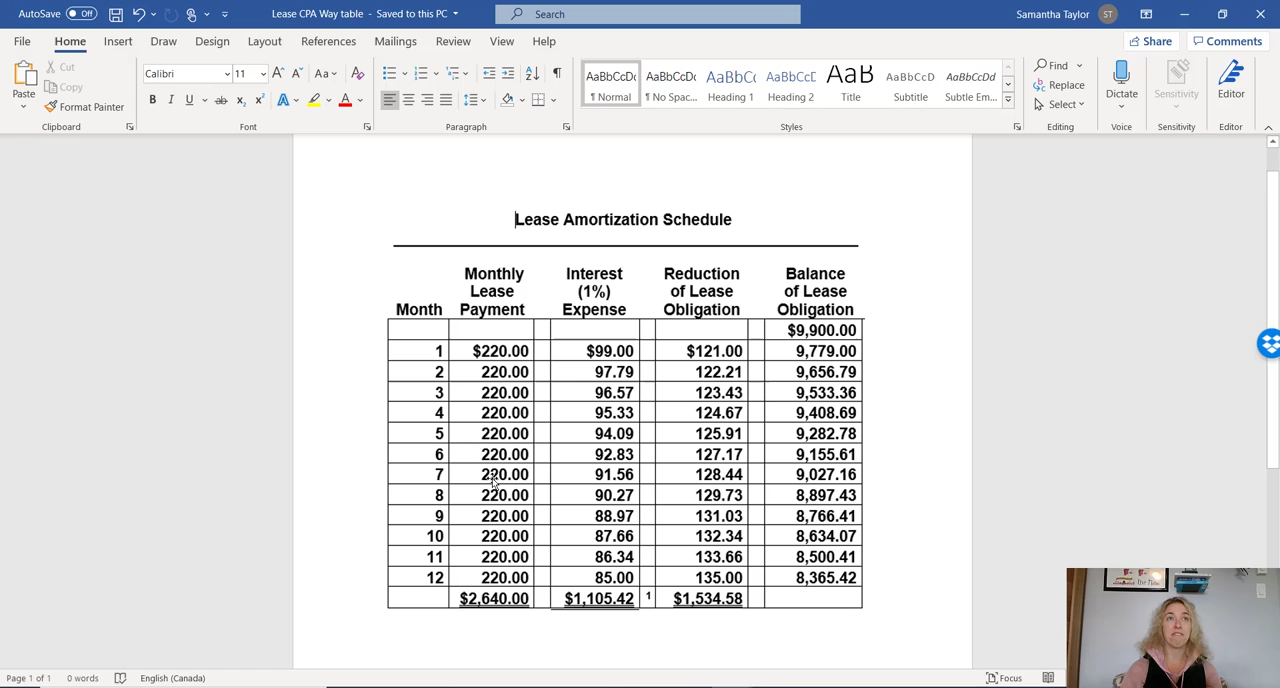 AutoSave Off Lease CPA Way table - Saved to this PC Search Samantha Taylor ST
File Home Insert Draw Design Layout References Mailings Review View Help Share Comments
Paste Cut Copy Format Painter Clipboard
Calibri 11 Aa B I U ab x₂ x² A A Font
Paragraph
AaBbCcDc AaBbCcDc AaBbCc AaBbCcD AaB AaBbCcD AaBbCcDd
¶ Normal ¶ No Spac... Heading 1 Heading 2 Title Subtitle Subtle Em...
Styles
Find Replace Select Editing
Dictate Voice
Sensitivity Sensitivity
Editor Editor
Lease Amortization Schedule
Monthly Interest Reduction Balance
Lease (1%) of Lease of Lease
Month Payment Expense Obligation Obligation
$9,900.00
1 $220.00 $99.00 $121.00 9,779.00
2 220.00 97.79 122.21 9,656.79
3 220.00 96.57 123.43 9,533.36
4 220.00 95.33 124.67 9,408.69
5 220.00 94.09 125.91 9,282.78
6 220.00 92.83 127.17 9,155.61
7 220.00 91.56 128.44 9,027.16
8 220.00 90.27 129.73 8,897.43
9 220.00 88.97 131.03 8,766.41
10 220.00 87.66 132.34 8,634.07
11 220.00 86.34 133.66 8,500.41
12 220.00 85.00 135.00 8,365.42
$2,640.00 $1,105.42 1 $1,534.58
Page 1 of 1 0 words English (Canada) Focus